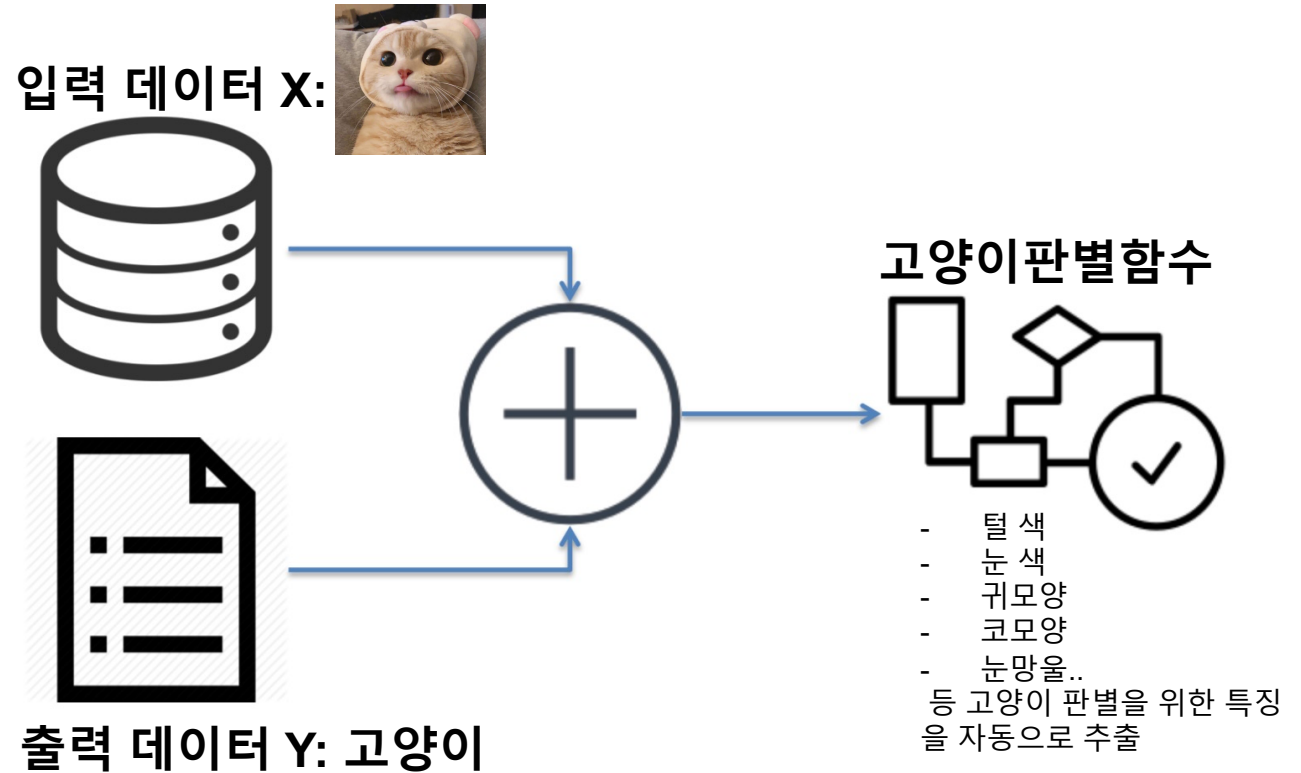 입력 데이터 X:
고양이판별함수
- 털 색
- 눈 색
- 귀모양
- 코모양
- 눈망울..
등 고양이 판별을 위한 특징
을 자동으로 추출
출력 데이터 Y: 고양이